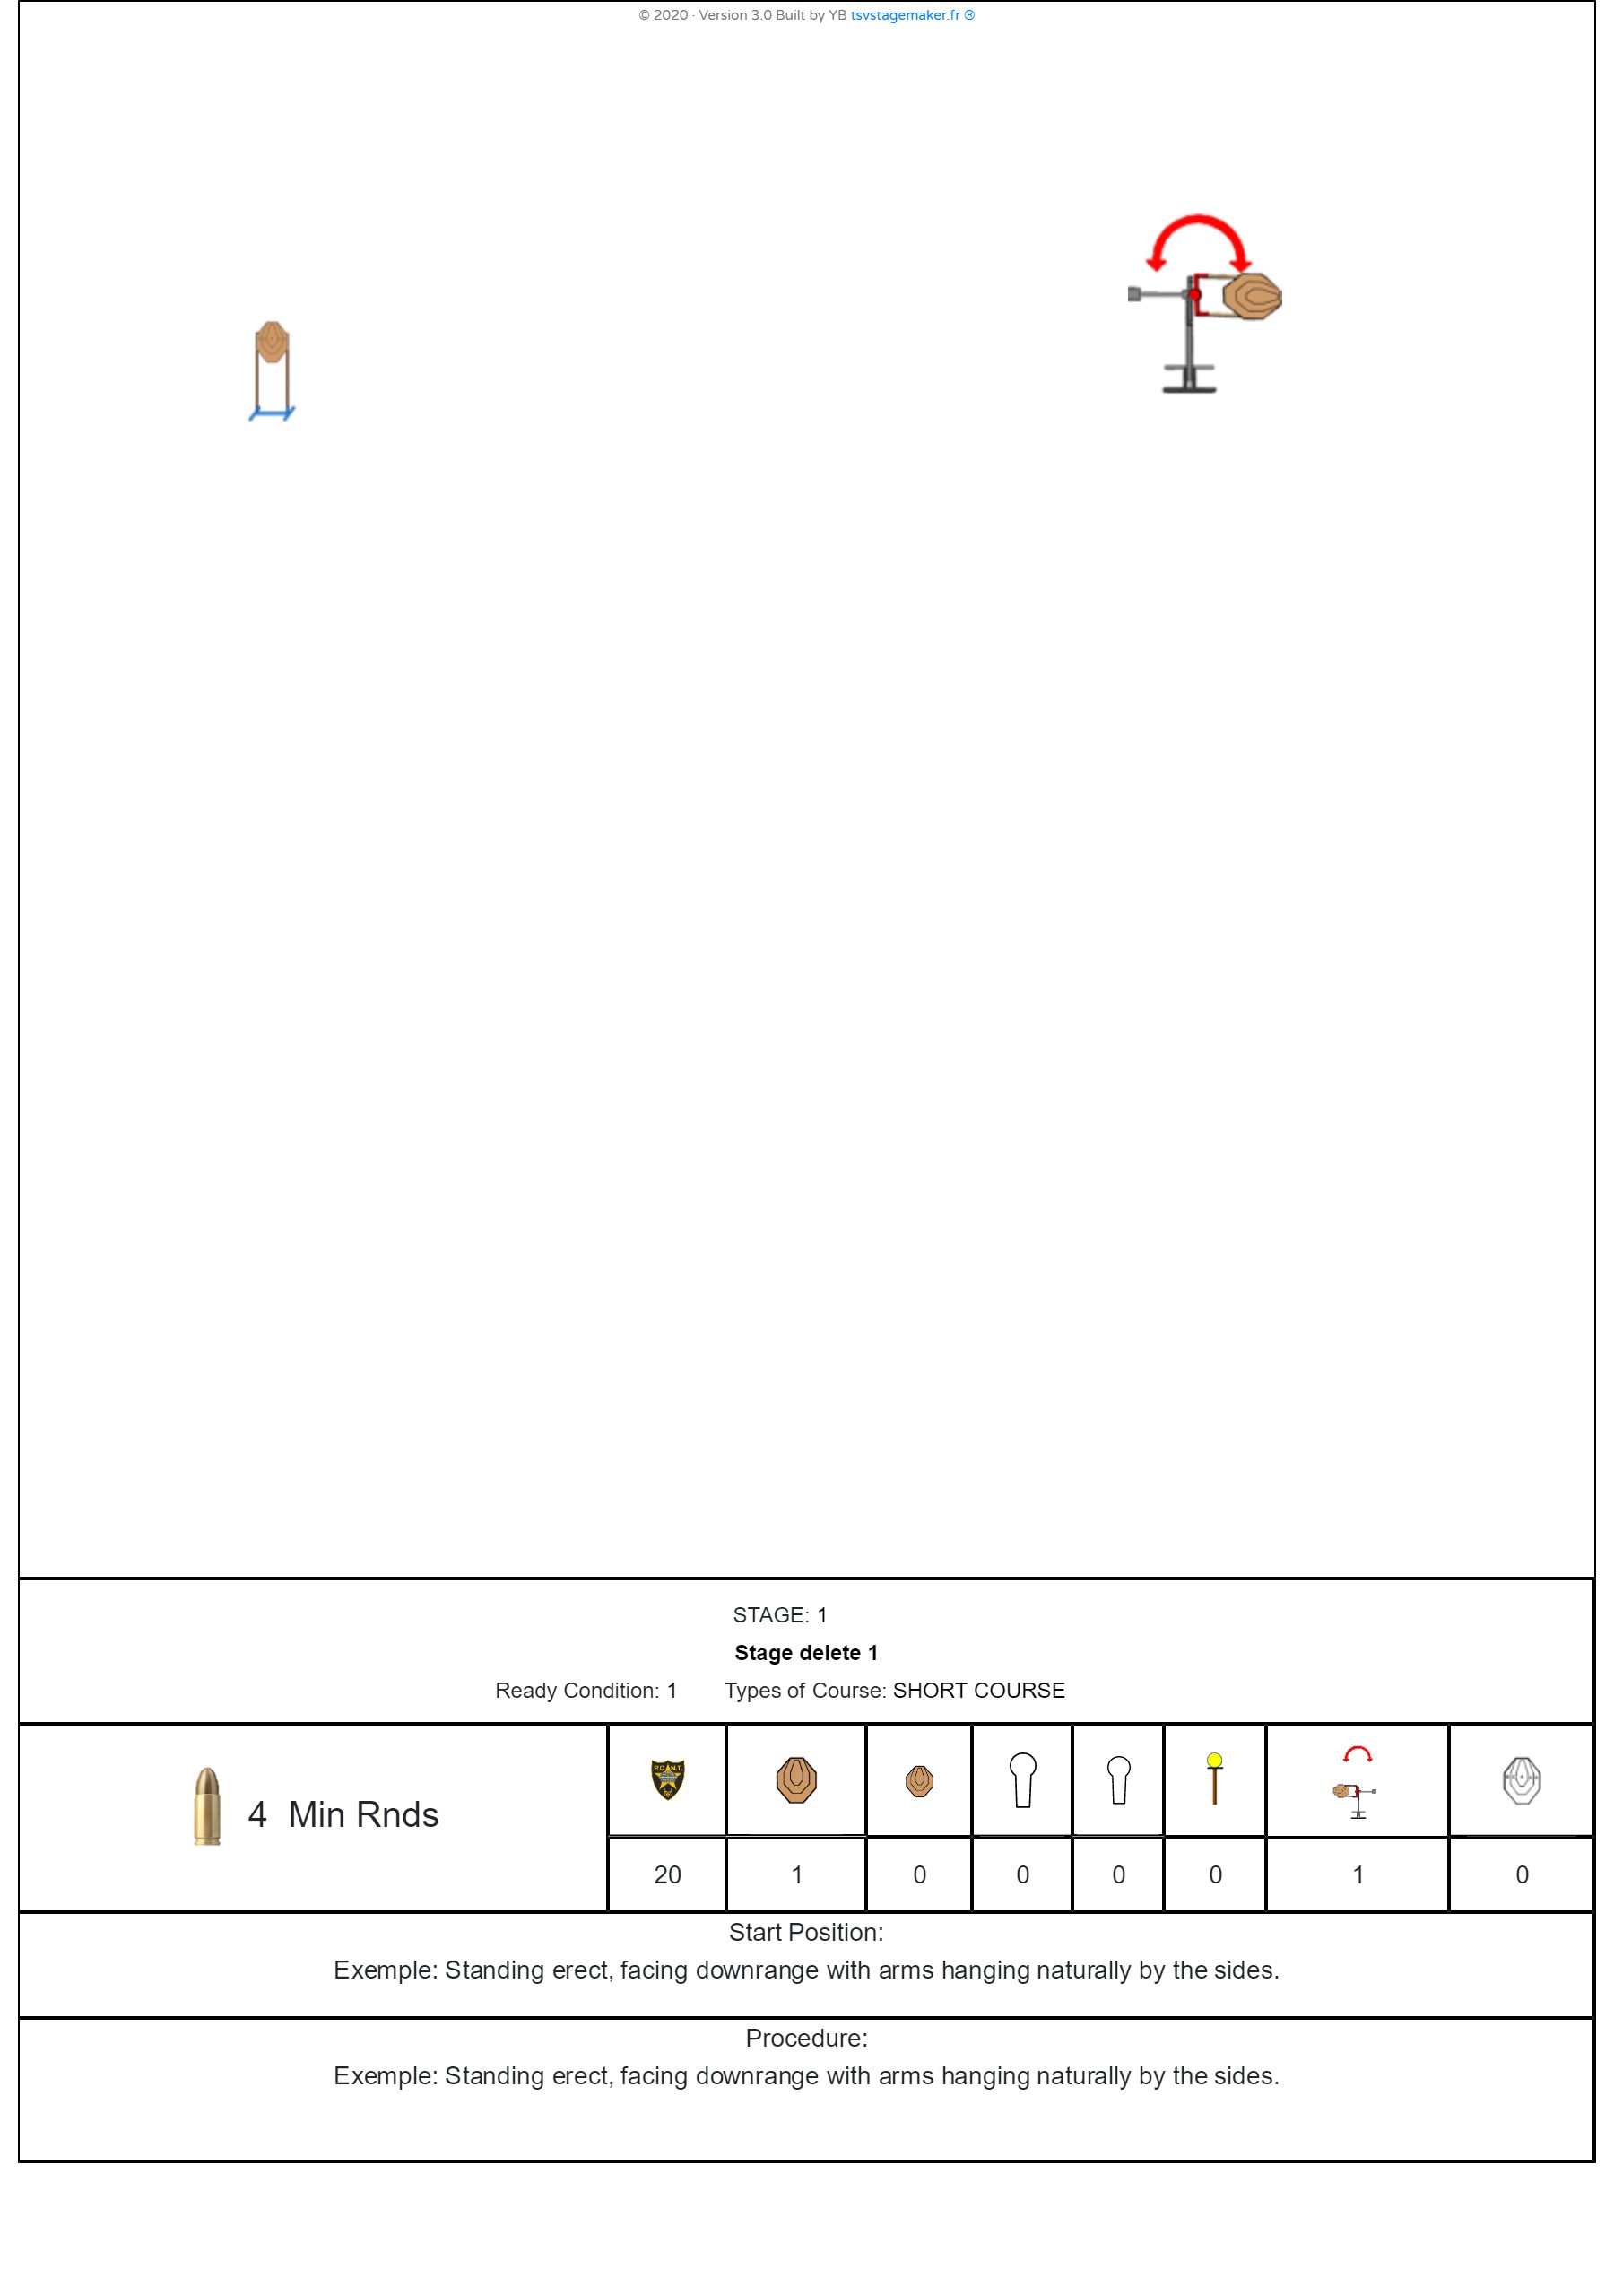 © 2020 · Version 3.0 Built by YB tsvstagemaker.fr ®
STAGE: 1
Stage delete 1
Ready Condition: 1 Types of Course: SHORT COURSE
4 Min Rnds
20 1 0 0 0 0 1 0
Start Position:
Exemple: Standing erect, facing downrange with arms hanging naturally by the sides.
Procedure:
Exemple: Standing erect, facing downrange with arms hanging naturally by the sides.